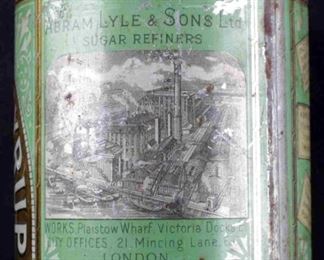 ABRAM LYLE & SONS Ltd
SUGAR REFINERS
WORKS, Plaistow Wharf, Victoria Docks E
CITY OFFICES, 21, Mincing Lane, E
LONDON